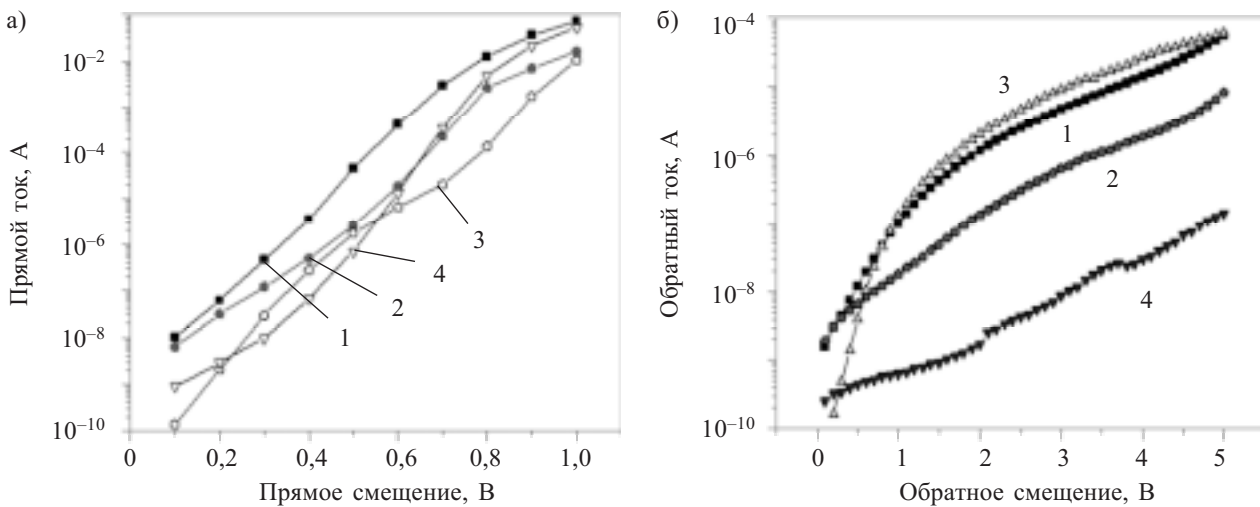 а)
Прямой ток, А
10⁻²
10⁻⁴
10⁻⁶
10⁻⁸
10⁻¹⁰
0 0,2 0,4 0,6 0,8 1,0
Прямое смещение, В
3
4
2
1
б)
Обратный ток, А
10⁻⁴
10⁻⁶
10⁻⁸
10⁻¹⁰
0 1 2 3 4 5
Обратное смещение, В
3
1
2
4